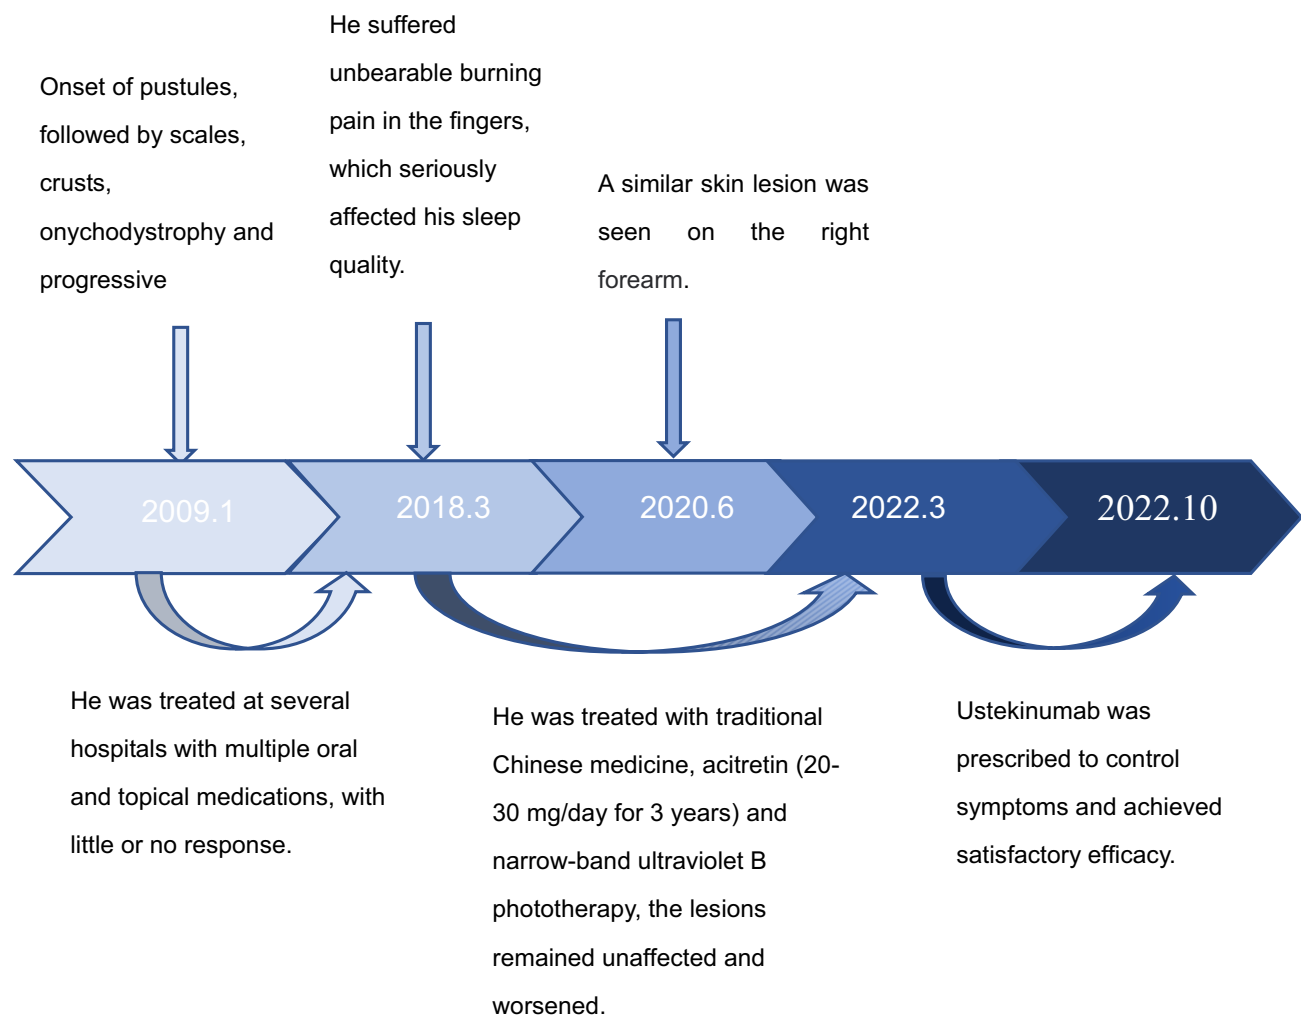 Onset of pustules,
followed by scales,
crusts,
onychodystrophy and
progressive
He suffered
unbearable burning
pain in the fingers,
which seriously
affected his sleep
quality.
A similar skin lesion was
seen on the right
forearm.
2009.1
2018.3
2020.6
2022.3
2022.10
He was treated at several
hospitals with multiple oral
and topical medications, with
little or no response.
He was treated with traditional
Chinese medicine, acitretin (20-
30 mg/day for 3 years) and
narrow-band ultraviolet B
phototherapy, the lesions
remained unaffected and
worsened.
Ustekinumab was
prescribed to control
symptoms and achieved
satisfactory efficacy.